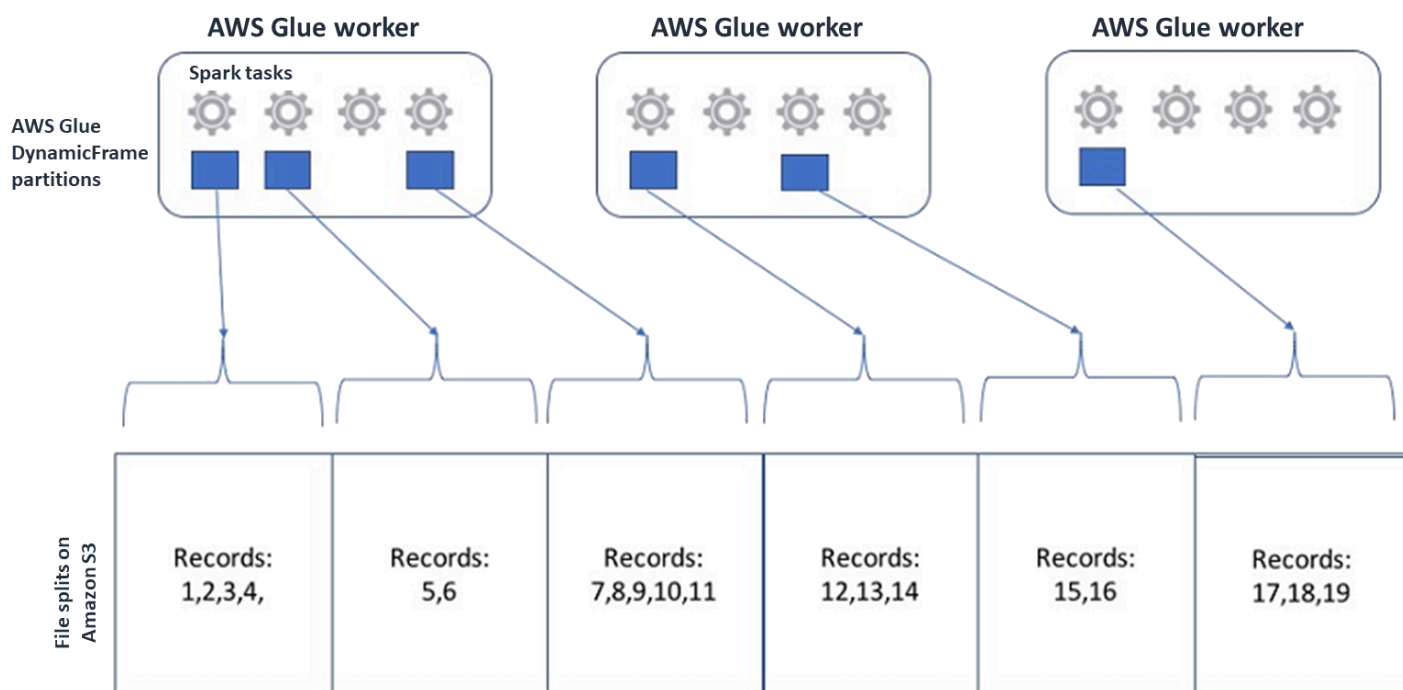 AWS Glue worker
AWS Glue worker
AWS Glue worker
Spark tasks
AWS Glue
DynamicFrame
partitions
File splits on
Amazon S3
Records:
1,2,3,4,
Records:
5,6
Records:
7,8,9,10,11
Records:
12,13,14
Records:
15,16
Records:
17,18,19